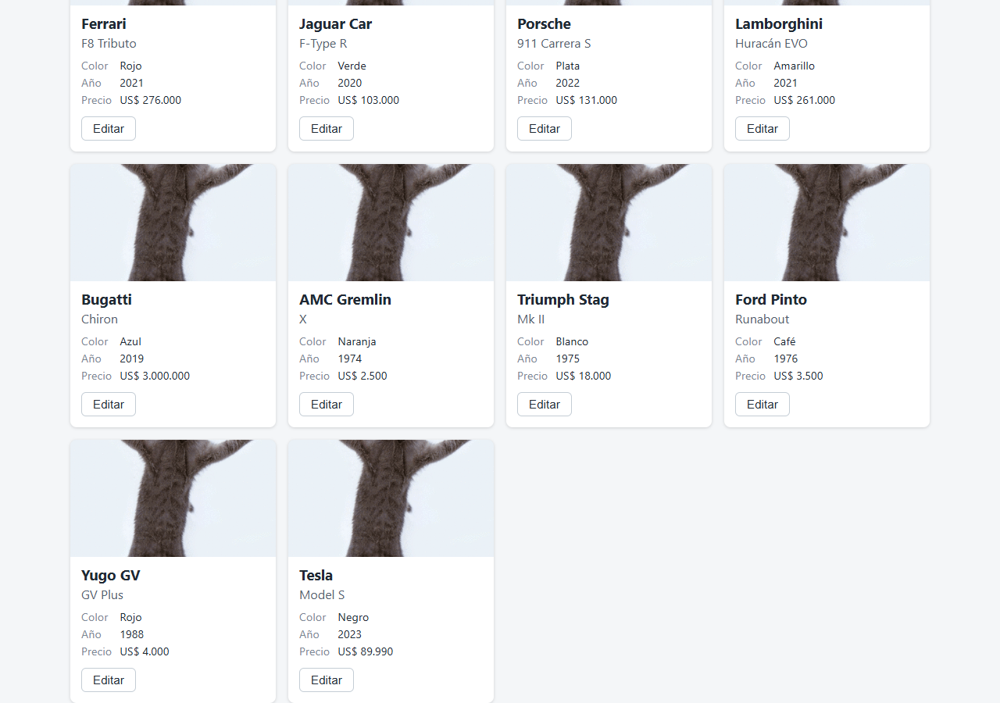 Ferrari
F8 Tributo
Color Rojo
Año 2021
Precio US$ 276.000
Editar
Jaguar Car
F-Type R
Color Verde
Año 2020
Precio US$ 103.000
Editar
Porsche
911 Carrera S
Color Plata
Año 2022
Precio US$ 131.000
Editar
Lamborghini
Huracán EVO
Color Amarillo
Año 2021
Precio US$ 261.000
Editar
Bugatti
Chiron
Color Azul
Año 2019
Precio US$ 3.000.000
Editar
AMC Gremlin
X
Color Naranja
Año 1974
Precio US$ 2.500
Editar
Triumph Stag
Mk II
Color Blanco
Año 1975
Precio US$ 18.000
Editar
Ford Pinto
Runabout
Color Café
Año 1976
Precio US$ 3.500
Editar
Yugo GV
GV Plus
Color Rojo
Año 1988
Precio US$ 4.000
Editar
Tesla
Model S
Color Negro
Año 2023
Precio US$ 89.990
Editar